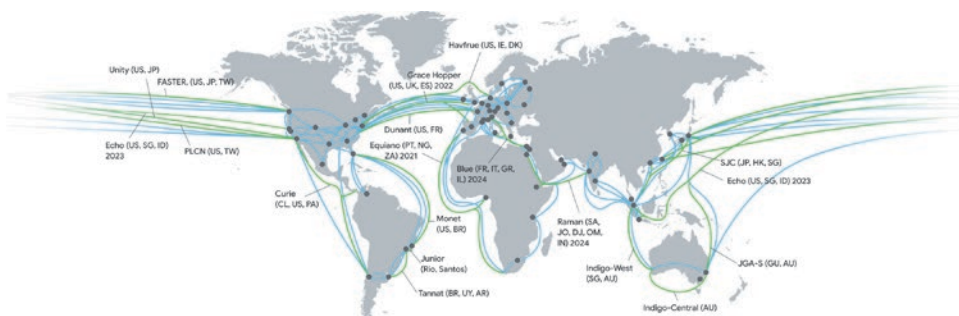 Havfrue (US, IE, DK)
Unity (US, JP)
FASTER, (US, JP, TW)
Grace Hopper
(US, UK, ES) 2022
Dunant (US, FR)
Echo (US, SG, ID)
2023
PLCN (US, TW)
Equiano (PT, NG,
ZA) 2021
Blue (FR, IT, GR,
IL) 2024
SJC (JP, HK, SG)
Echo (US, SG, ID) 2023
Curie
(CL, US, PA)
Monet
(US, BR)
Raman (SA,
JO, DJ, OM,
IN) 2024
Junior
(Rio, Santos)
Indigo-West
(SG, AU)
JGA-S (GU, AU)
Tannat (BR, UY, AR)
Indigo-Central (AU)